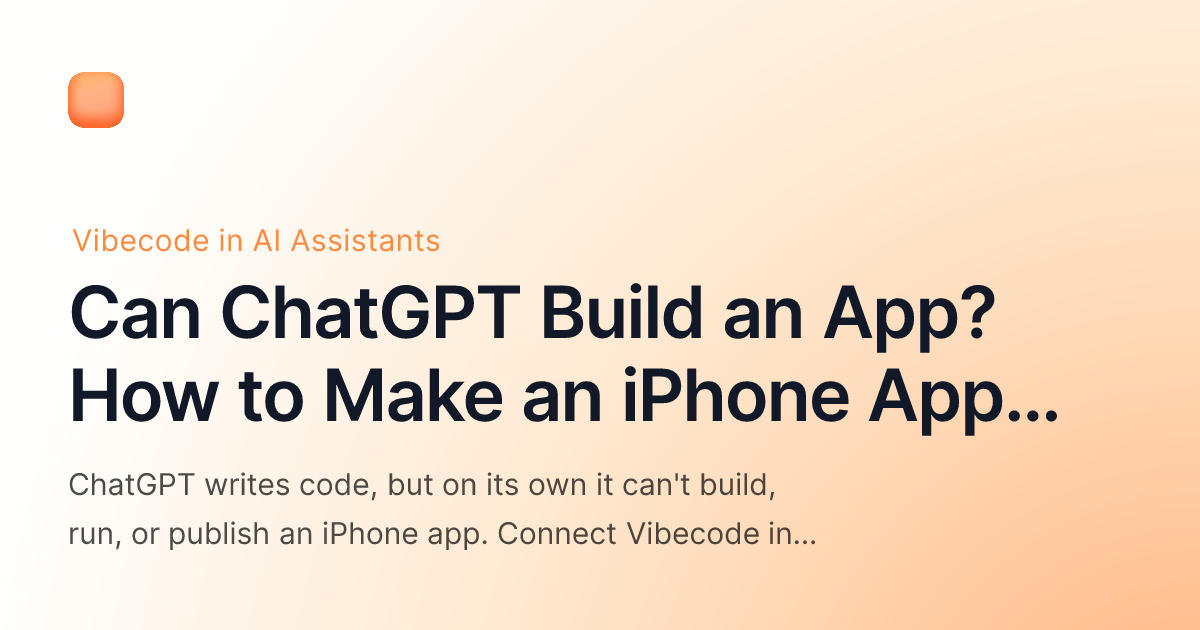 Vibecode in AI Assistants
Can ChatGPT Build an App?
How to Make an iPhone App...
ChatGPT writes code, but on its own it can't build,
run, or publish an iPhone app. Connect Vibecode in...